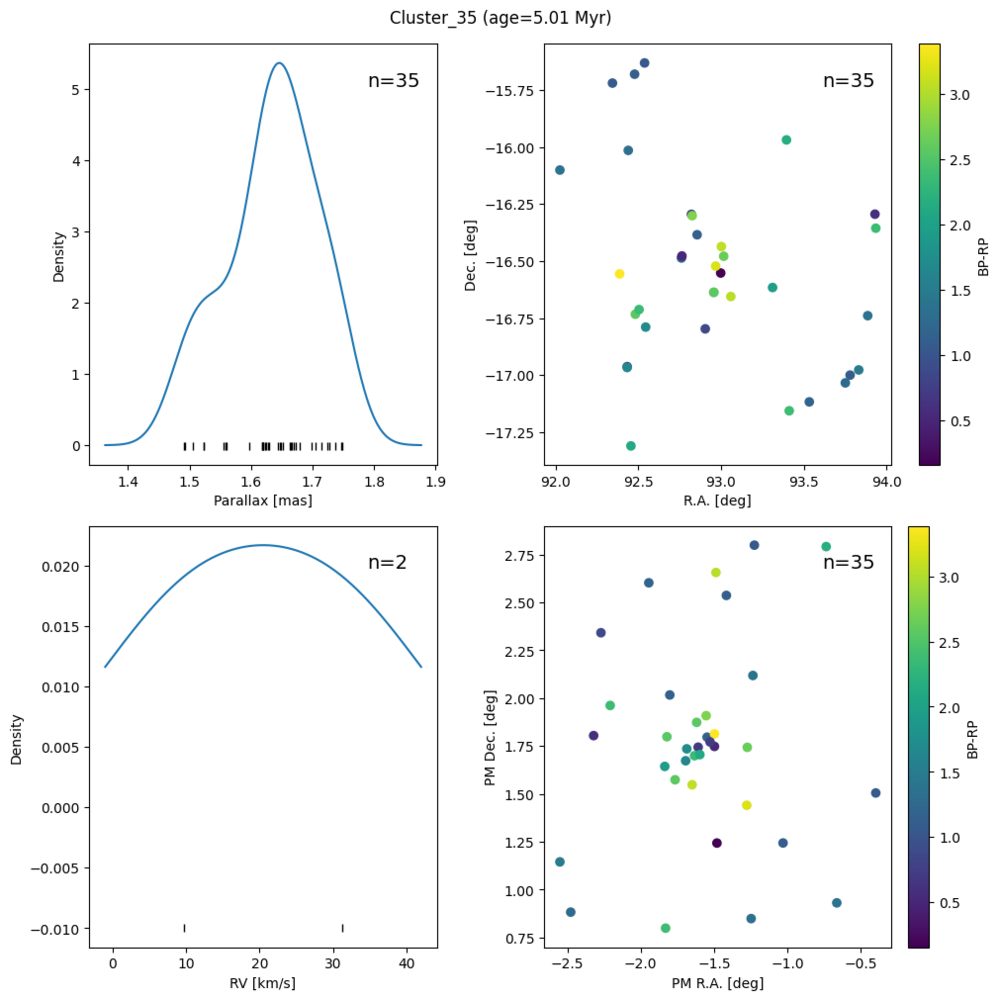 Cluster_35 (age=5.01 Myr)
n=35
Density
5
4
3
2
1
0
1.4 1.5 1.6 1.7 1.8 1.9
Parallax [mas]
n=35
Dec. [deg]
−15.75
−16.00
−16.25
−16.50
−16.75
−17.00
−17.25
92.0 92.5 93.0 93.5 94.0
R.A. [deg]
3.0
2.5
2.0
1.5
1.0
0.5
BP-RP
n=2
Density
0.020
0.015
0.010
0.005
0.000
−0.005
−0.010
0 10 20 30 40
RV [km/s]
n=35
PM Dec. [deg]
2.75
2.50
2.25
2.00
1.75
1.50
1.25
1.00
0.75
−2.5 −2.0 −1.5 −1.0 −0.5
PM R.A. [deg]
3.0
2.5
2.0
1.5
1.0
0.5
BP-RP